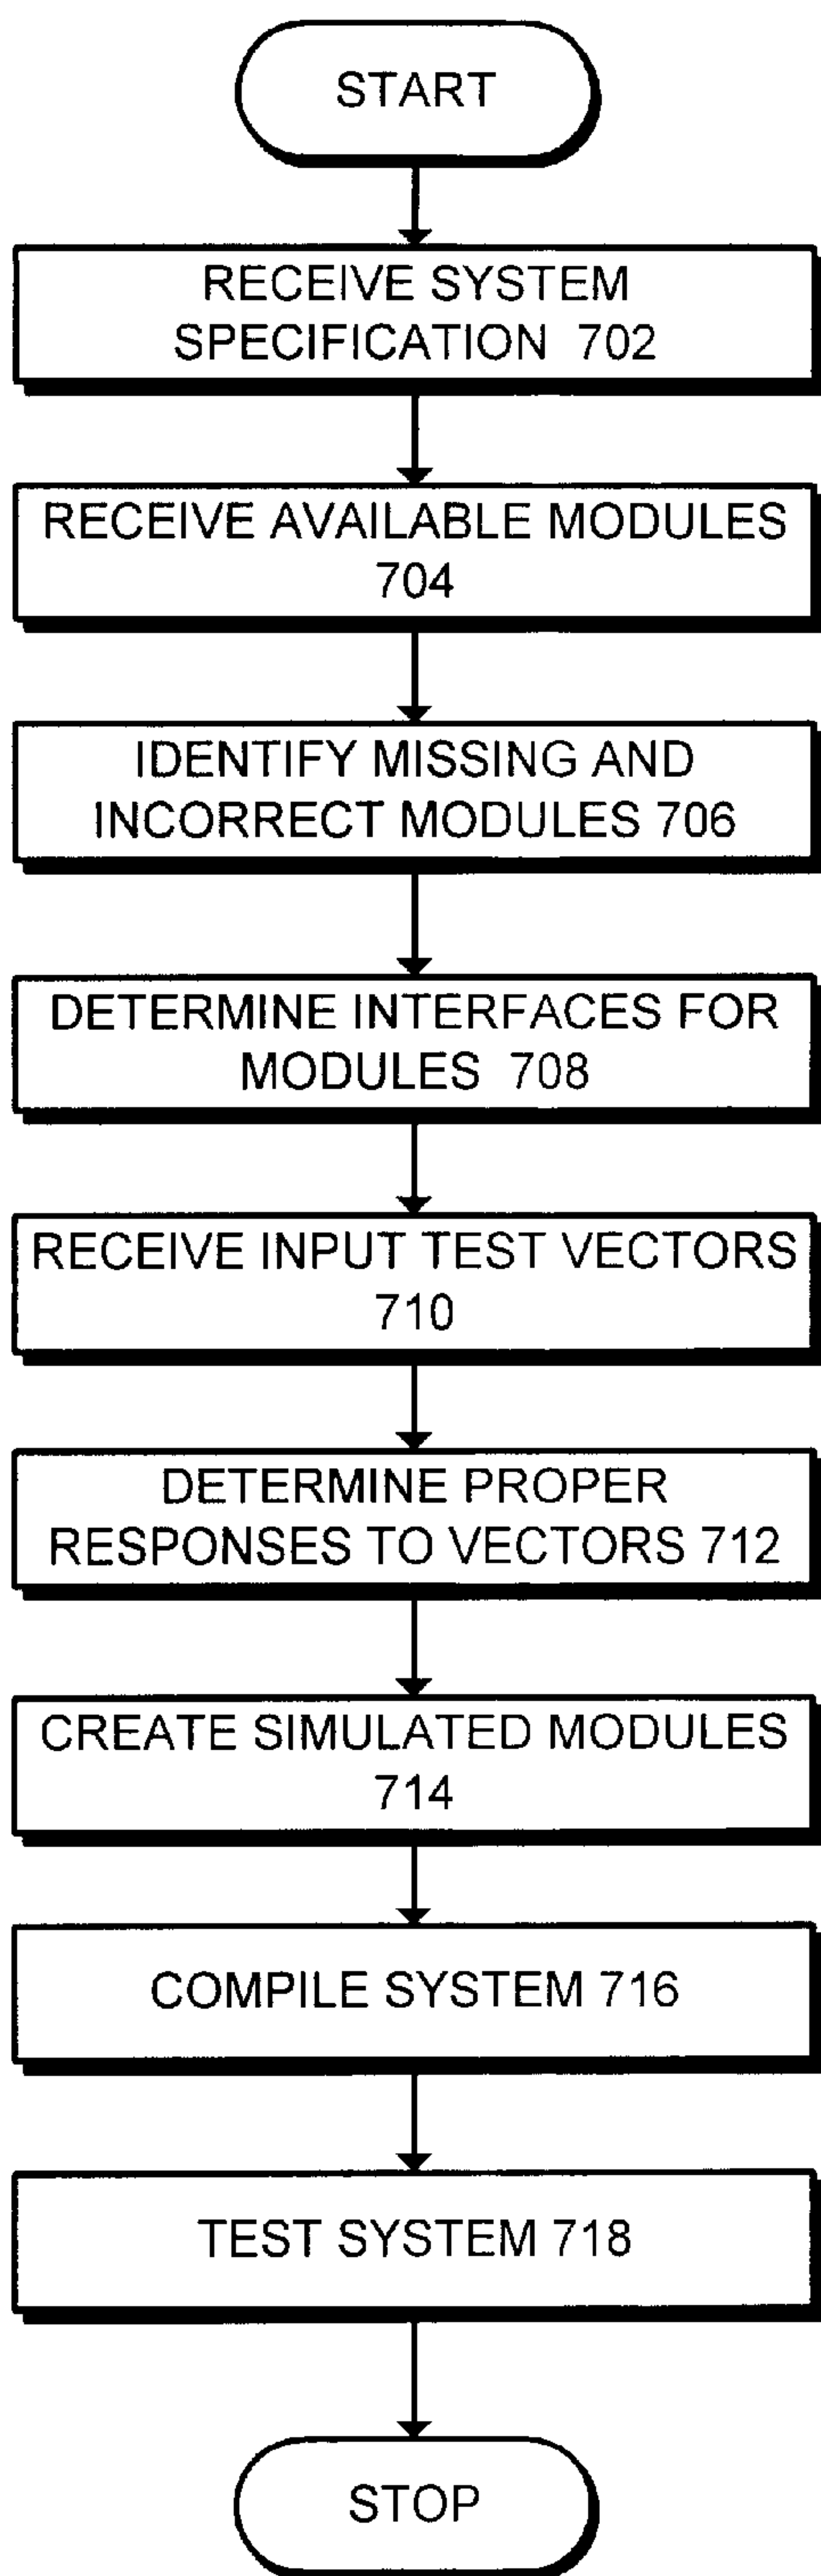 START
RECEIVE SYSTEM
SPECIFICATION 702
RECEIVE AVAILABLE MODULES
704
IDENTIFY MISSING AND
INCORRECT MODULES 706
DETERMINE INTERFACES FOR
MODULES 708
RECEIVE INPUT TEST VECTORS
710
DETERMINE PROPER
RESPONSES TO VECTORS 712
CREATE SIMULATED MODULES
714
COMPILE SYSTEM 716
TEST SYSTEM 718
STOP